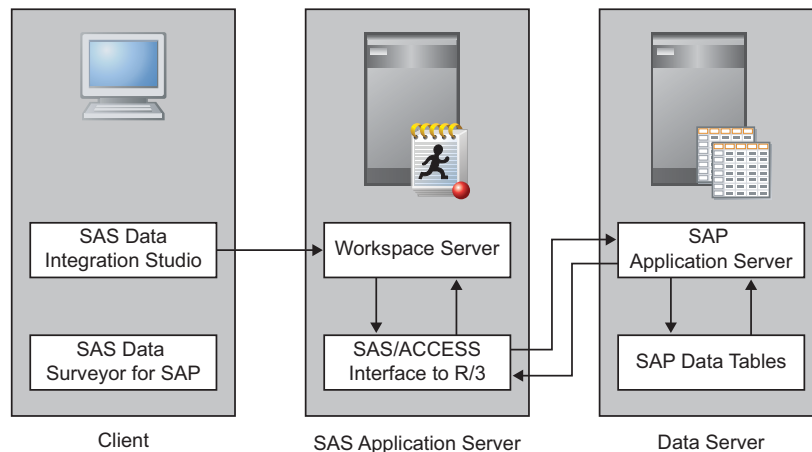 SAS Data
Integration Studio
SAS Data
Surveyor for SAP
Client
Workspace Server
SAS/ACCESS
Interface to R/3
SAS Application Server
SAP
Application Server
SAP Data Tables
Data Server